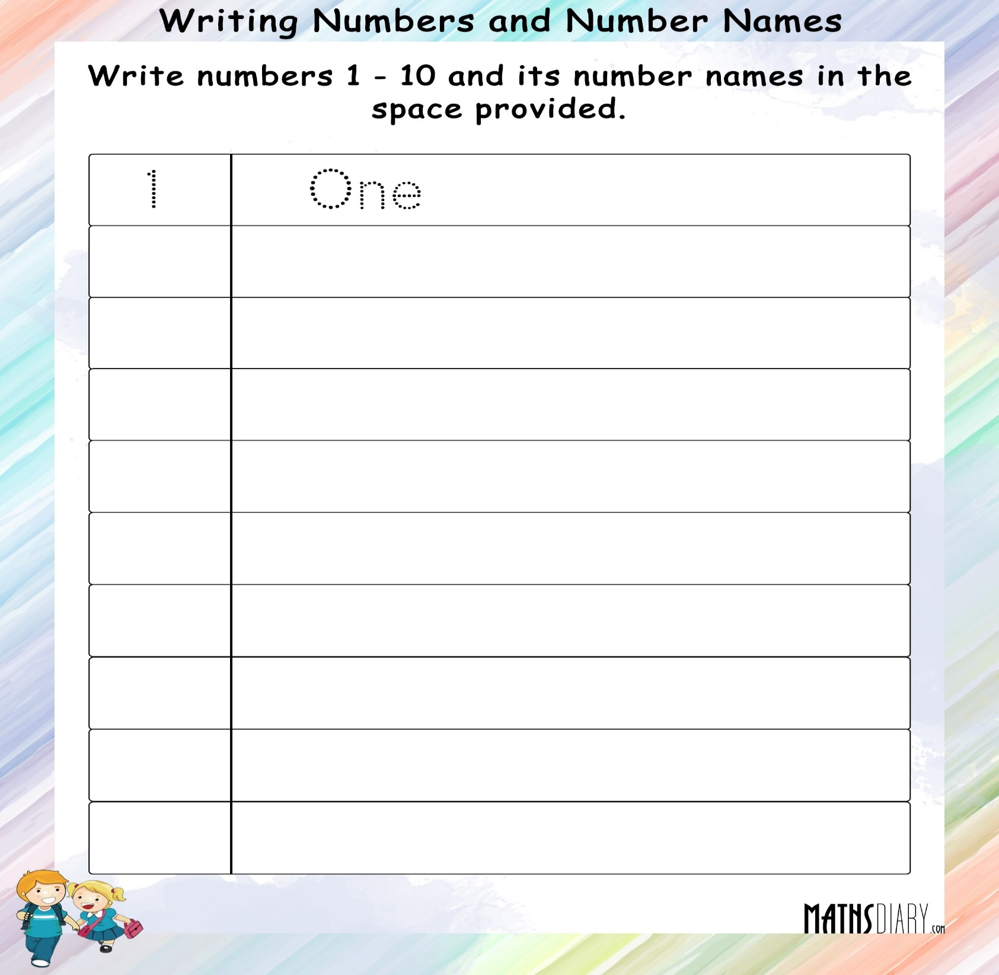 Writing Numbers and Number Names
Write numbers 1 - 10 and its number names in the
space provided.
1 One
MATHSDIARY.COM